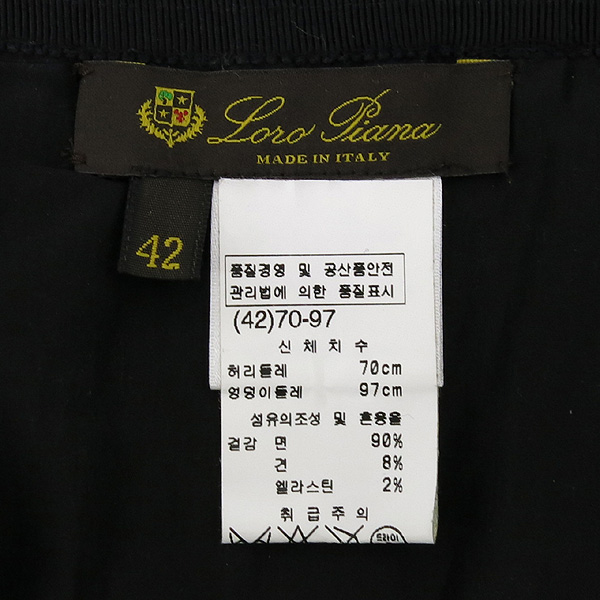 Loro Piana
MADE IN ITALY
42
품질경영 및 공산품안전
관리법에 의한 품질표시
(42)70-97
신체치수
허리둘레 70cm
엉덩이둘레 97cm
섬유의조성 및 혼용율
겉감 면 90%
견 8%
엘라스틴 2%
취급주의
드라이